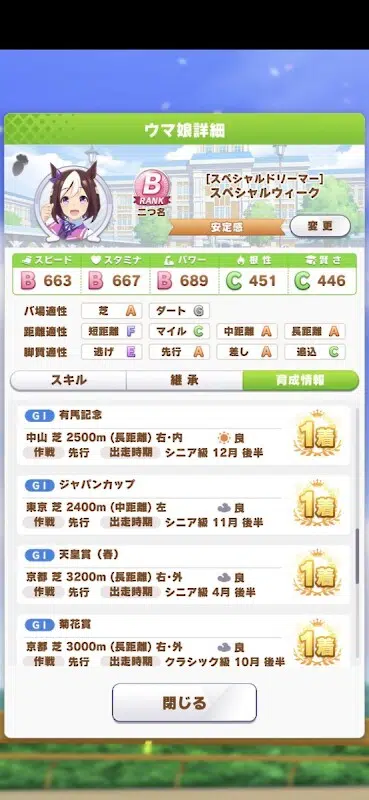 ウマ娘詳細
B
RANK
二つ名
[スペシャルドリーマー]
スペシャルウィーク
安定感
変更
スピード スタミナ パワー 根性 賢さ
B 663 B 667 B 689 C 451 C 446
バ場適性 芝 A ダート G
距離適性 短距離 F マイル C 中距離 A 長距離 A
脚質適性 逃げ E 先行 A 差し A 追込 C
スキル 継承 育成情報
GI 有馬記念
中山 芝 2500m (長距離) 右・内 良
作戦 先行 出走時期 シニア級 12月 後半
1着
GI ジャパンカップ
東京 芝 2400m (中距離) 左 良
作戦 先行 出走時期 シニア級 11月 後半
1着
GI 天皇賞（春）
京都 芝 3200m (長距離) 右・外 良
作戦 先行 出走時期 シニア級 4月 後半
1着
GI 菊花賞
京都 芝 3000m (長距離) 右・外 良
作戦 先行 出走時期 クラシック級 10月 後半
1着
閉じる